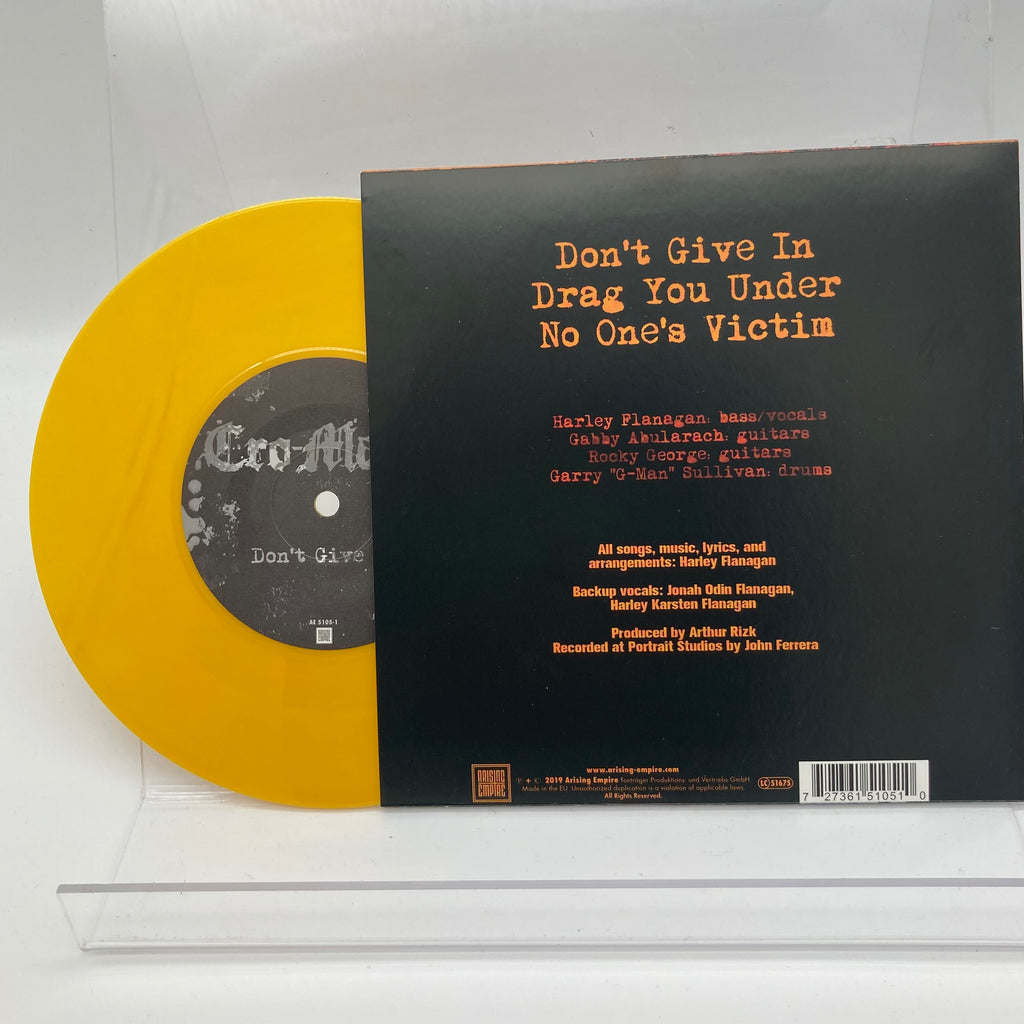 Cro-Ma
Don't Give
AE 5105-1
Don't Give In
Drag You Under
No One's Victim
Harley Flanagan: bass/vocals
Gabby Abularach: guitars
Rocky George: guitars
Garry "G-Man" Sullivan: drums
All songs, music, lyrics, and
arrangements: Harley Flanagan
Backup vocals: Jonah Odin Flanagan,
Harley Karsten Flanagan
Produced by Arthur Rizk
Recorded at Portrait Studios by John Ferrera
ARISING
EMPIRE
www.arising-empire.com
℗ + © 2019 Arising Empire Tonträger Produktions- und Vertriebs GmbH.
Made in the EU. Unauthorized duplication is a violation of applicable laws.
All Rights Reserved.
LC 51675
7 27361 51051 0